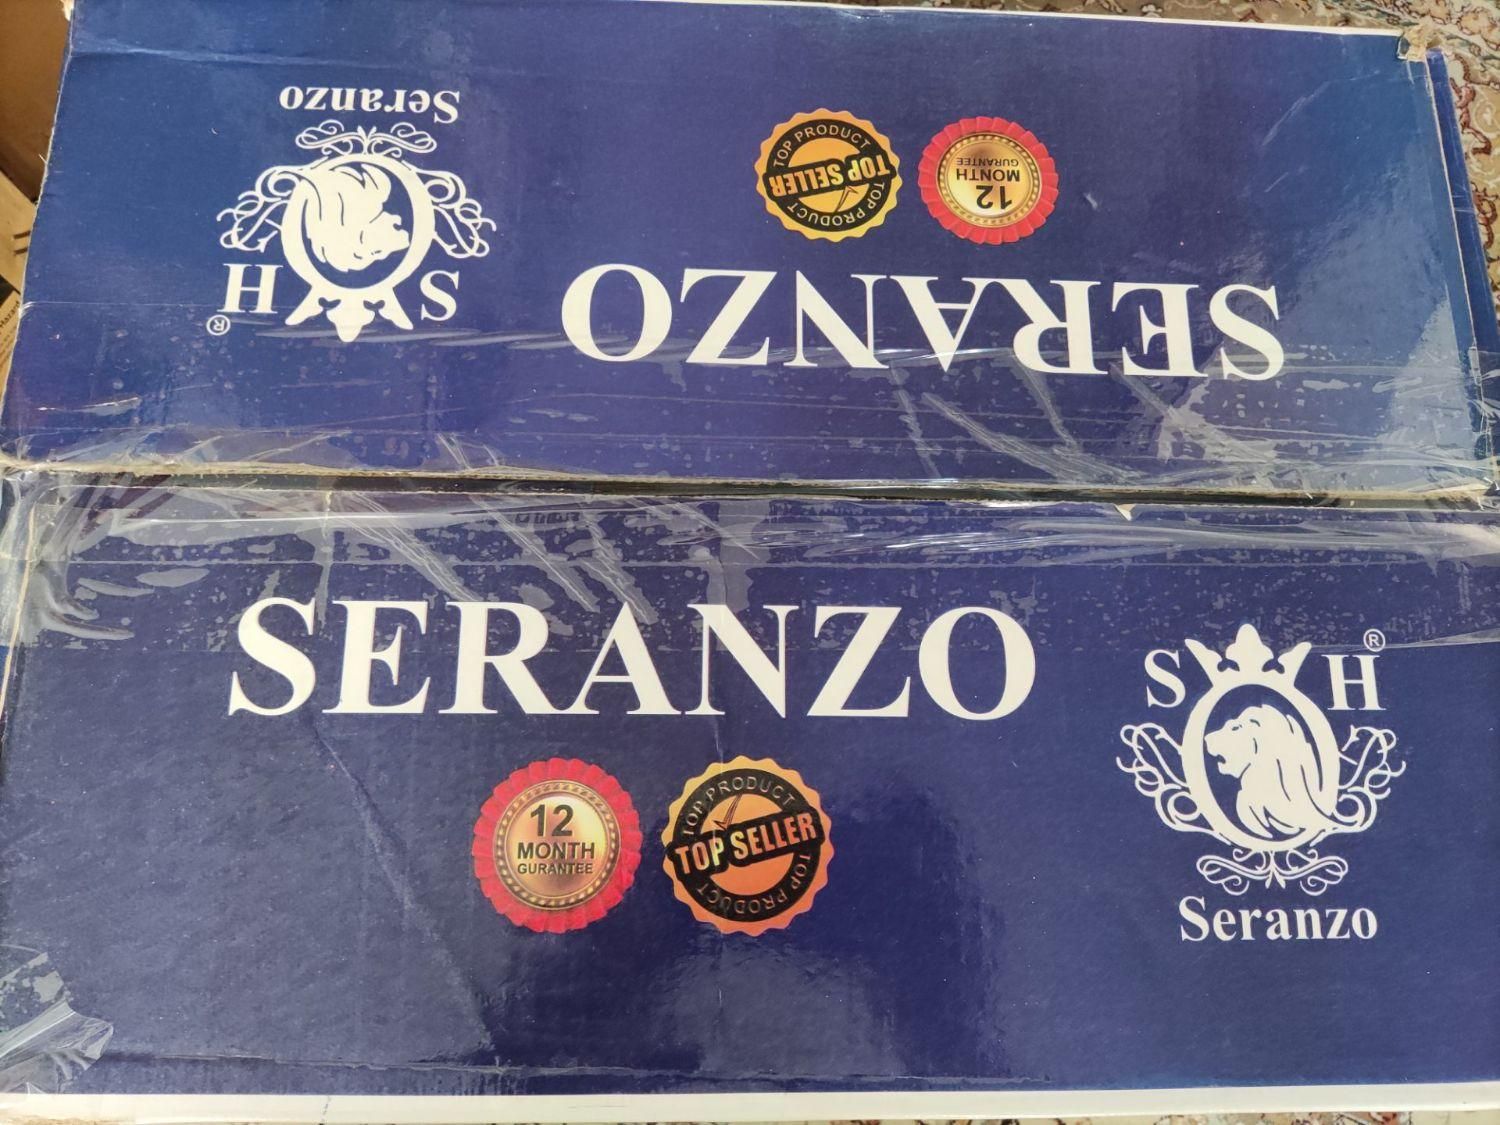 Seranzo
S H
®
TOP PRODUCT
TOP SELLER
TOP PRODUCT
12
MONTH
GURANTEE
SERANZO
SERANZO
12
MONTH
GURANTEE
TOP PRODUCT
TOP SELLER
TOP PRODUCT
S H
®
Seranzo